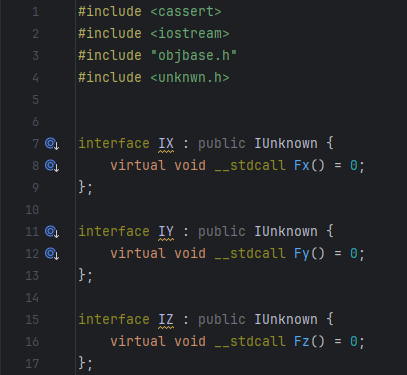 1 #include <cassert>
2 #include <iostream>
3 #include "objbase.h"
4 #include <unknwn.h>
5
6
7 interface IX : public IUnknown {
8     virtual void __stdcall Fx() = 0;
9 };
10
11 interface IY : public IUnknown {
12     virtual void __stdcall Fy() = 0;
13 };
14
15 interface IZ : public IUnknown {
16     virtual void __stdcall Fz() = 0;
17 };